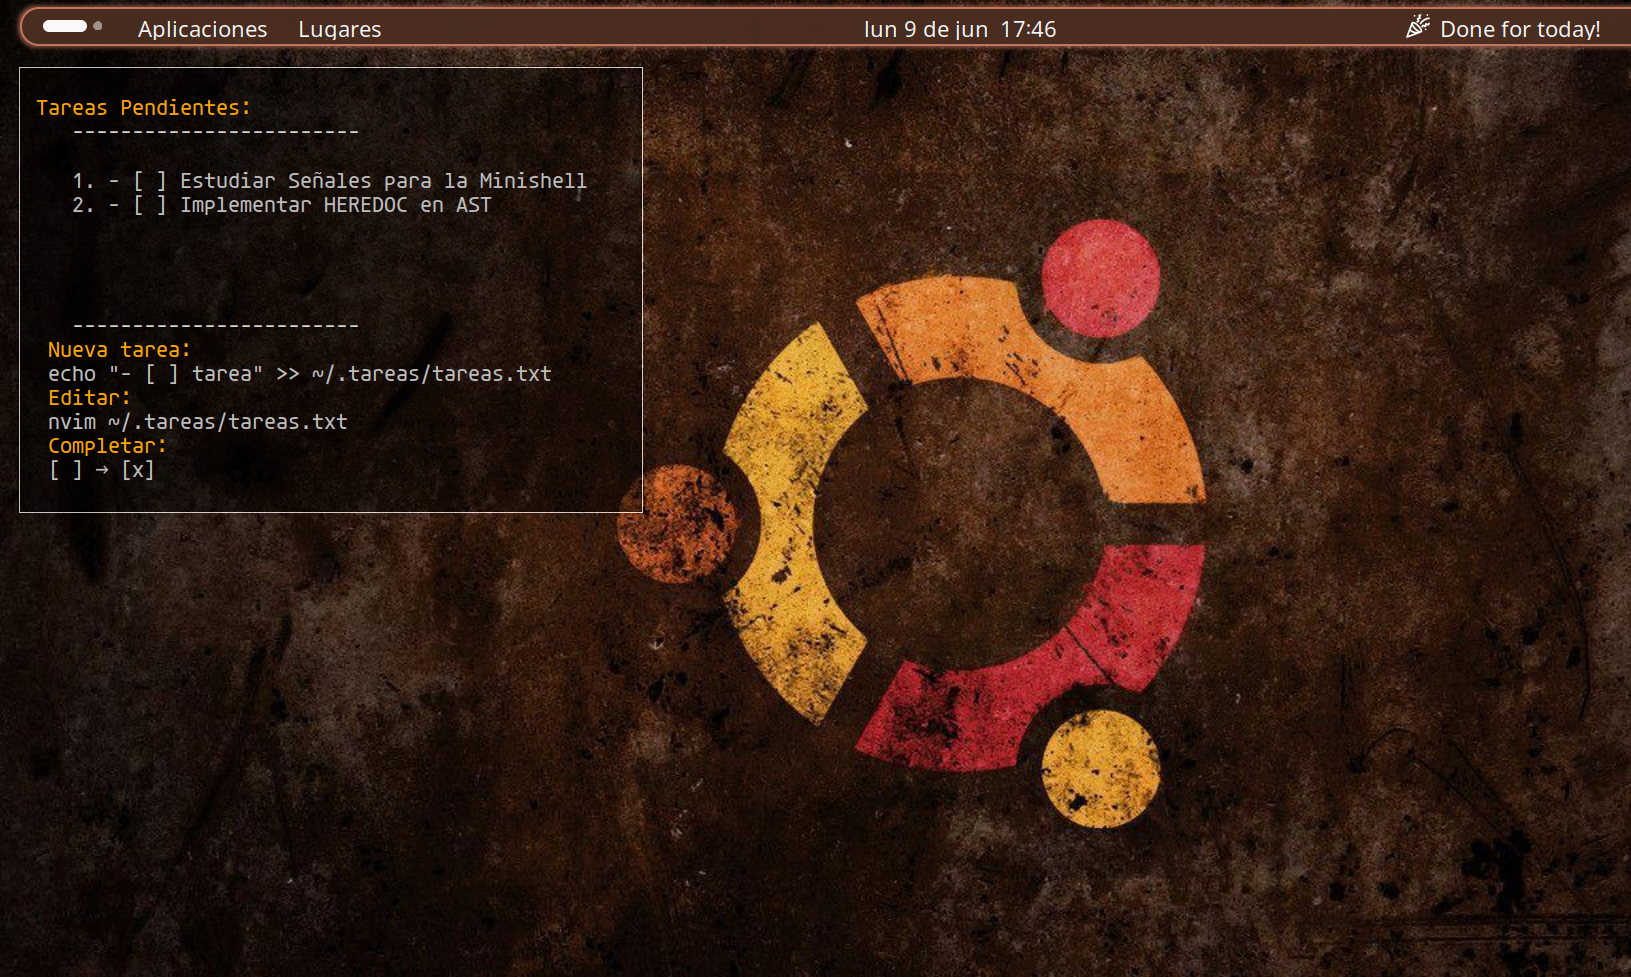 Aplicaciones Lugares lun 9 de jun 17:46 Done for today!
Tareas Pendientes:
------------------------
1. - [ ] Estudiar Señales para la Minishell
2. - [ ] Implementar HEREDOC en AST
------------------------
Nueva tarea:
echo "- [ ] tarea" >> ~/.tareas/tareas.txt
Editar:
nvim ~/.tareas/tareas.txt
Completar:
[ ] → [x]